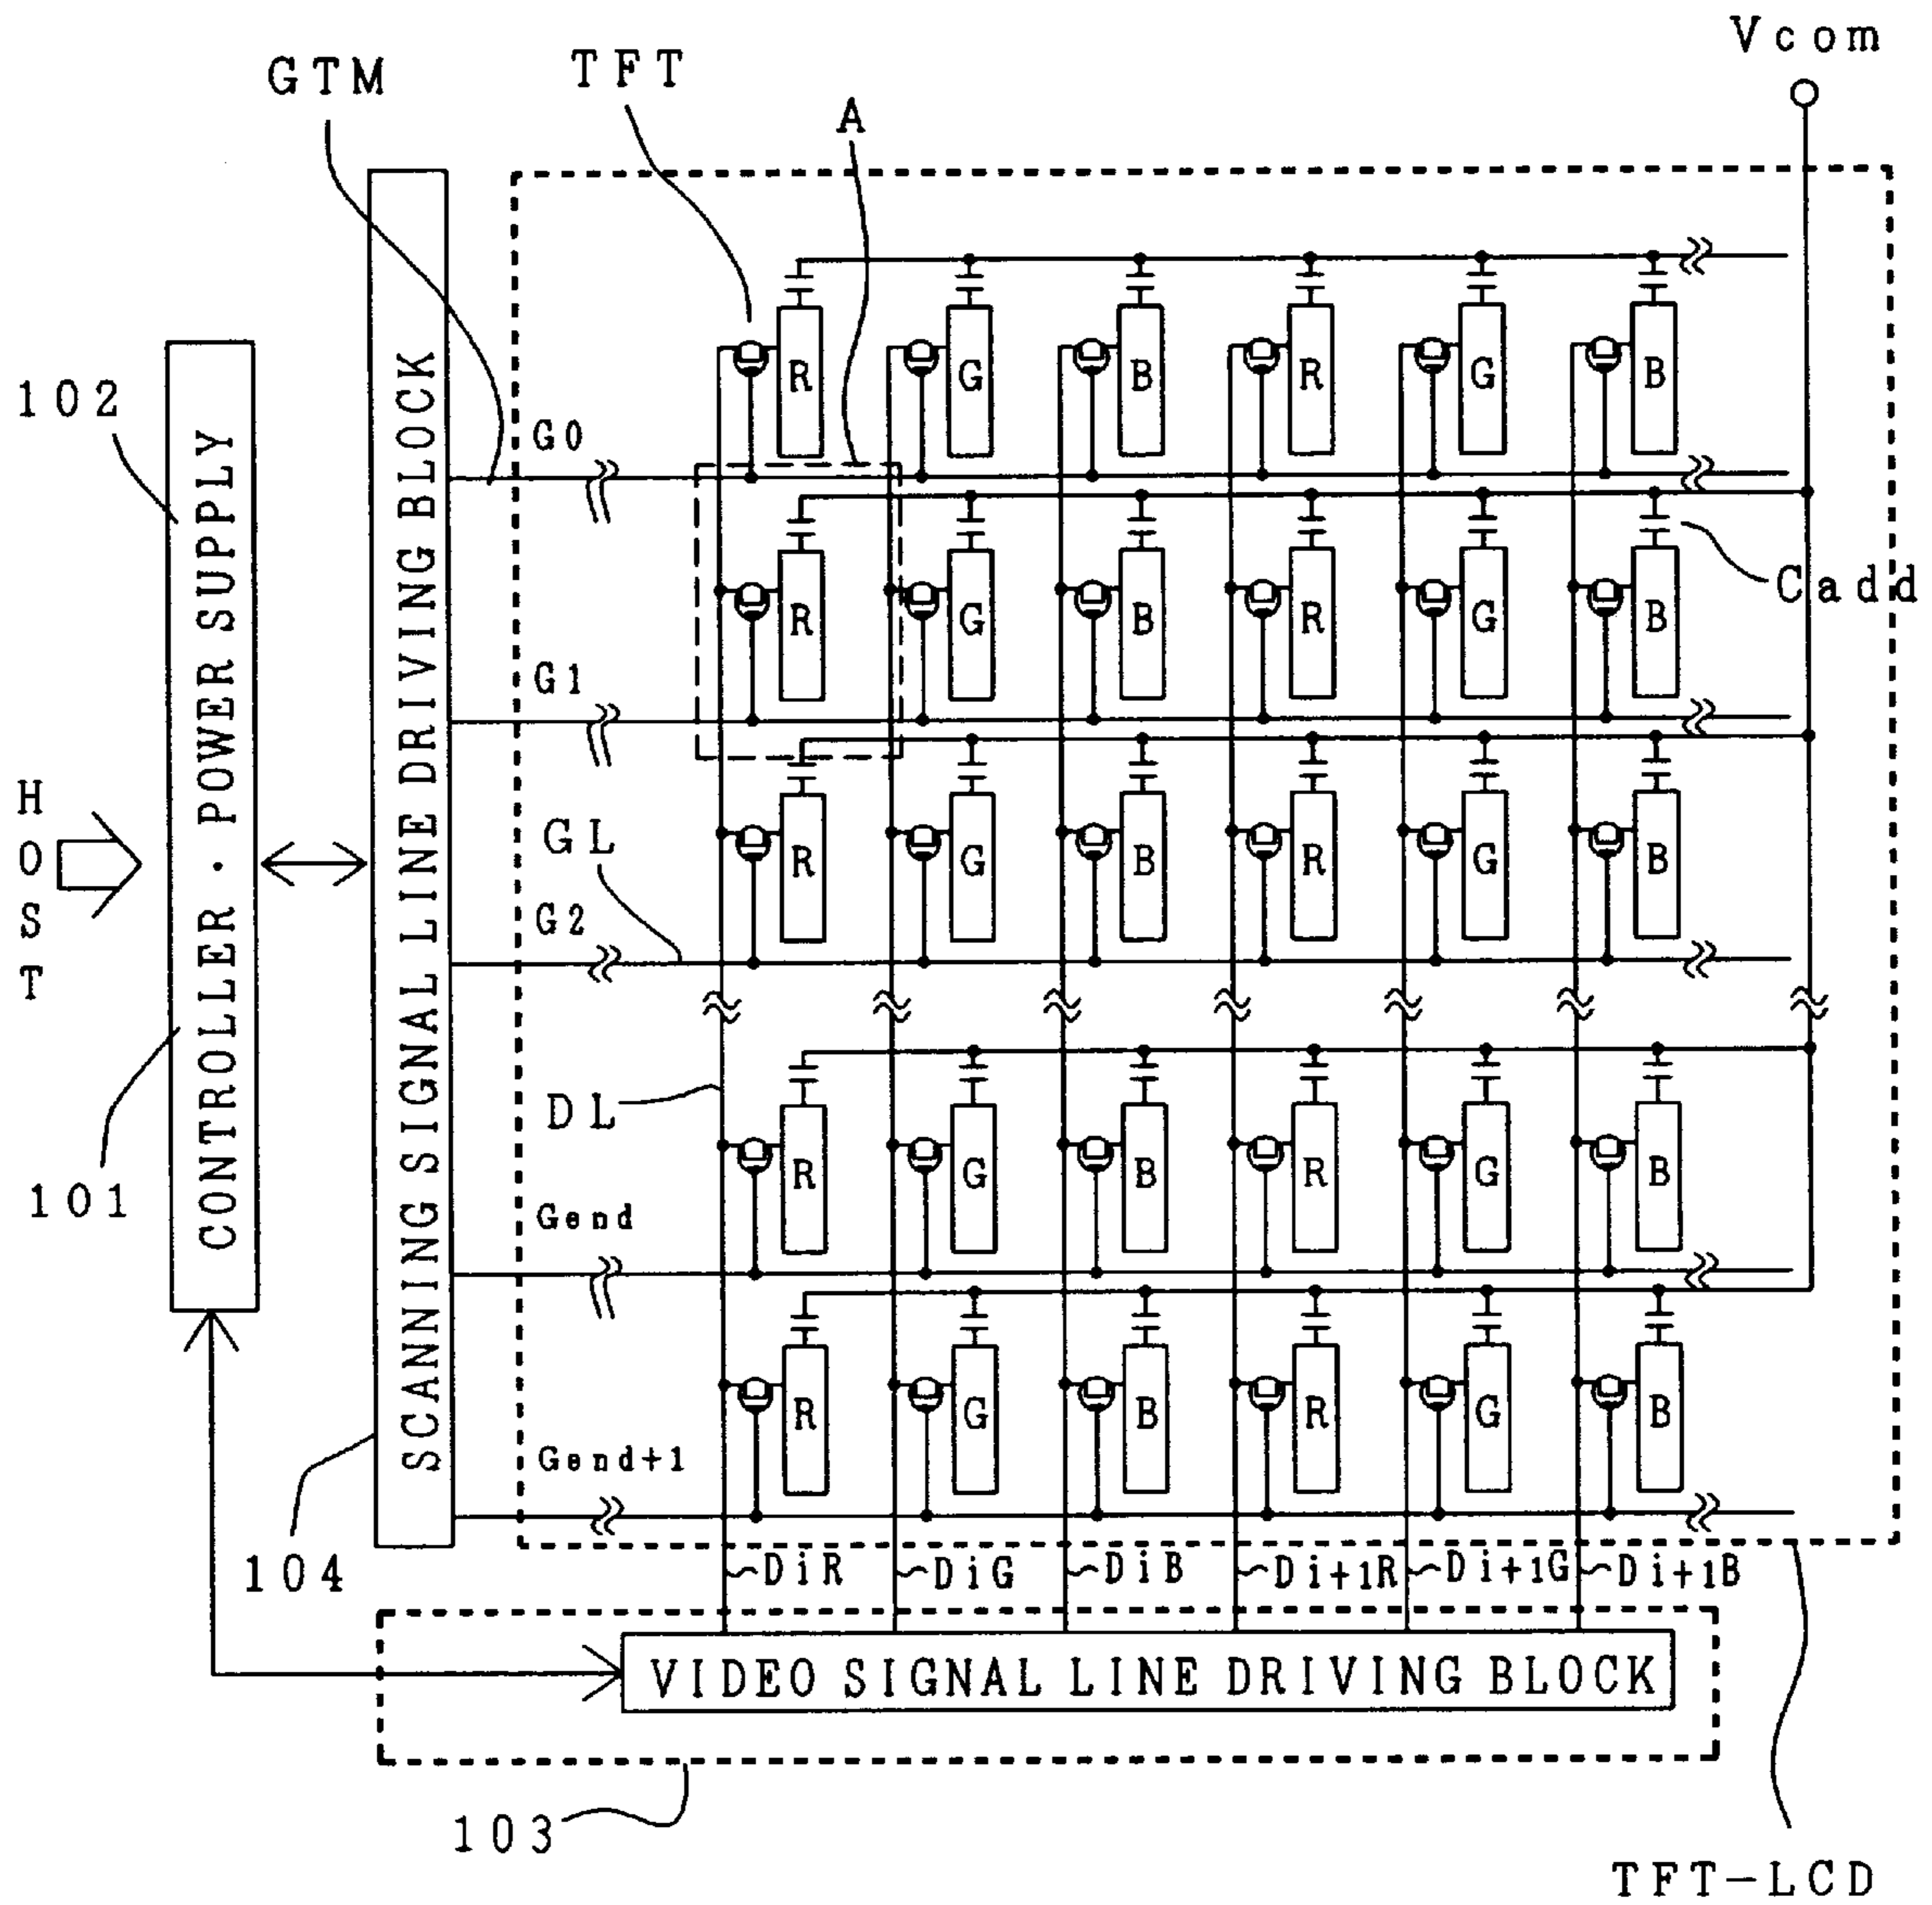 Vcom
GTM
TFT
A
102
CONTROLLER · POWER SUPPLY
SCANNING SIGNAL LINE DRIVING BLOCK
R G B R G B
G0
Cadd
R G B R G B
G1
HOST
GL
R G B R G B
G2
DL
101
R G B R G B
Gend
R G B R G B
Gend+1
104
DiR DiG DiB Di+1R Di+1G Di+1B
VIDEO SIGNAL LINE DRIVING BLOCK
103
TFT-LCD